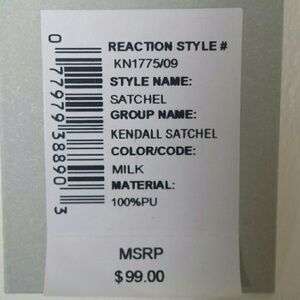 REACTION STYLE #
KN1775/09
STYLE NAME:
SATCHEL
GROUP NAME:
KENDALL SATCHEL
COLOR/CODE:
MILK
MATERIAL:
100%PU
MSRP
$99.00
0 77979 38890 3